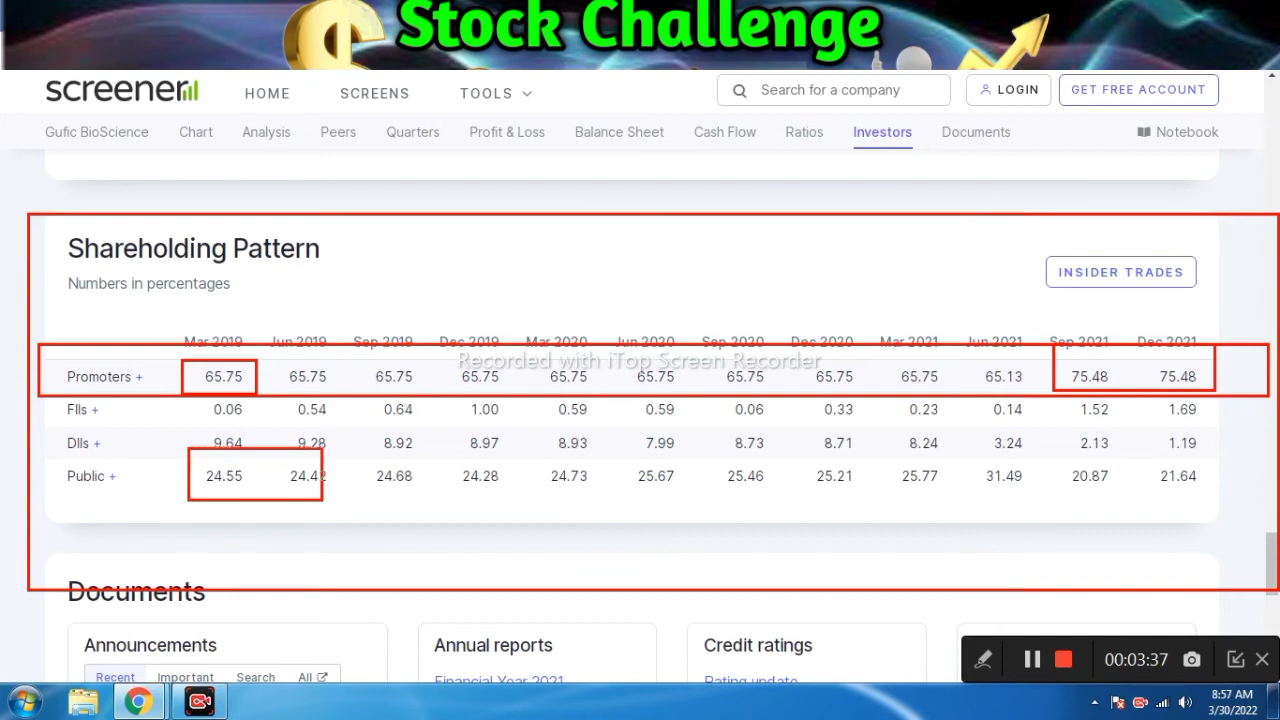 Stock Challenge
screener
HOME SCREENS TOOLS
Search for a company
LOGIN GET FREE ACCOUNT
Gufic BioScience Chart Analysis Peers Quarters Profit & Loss Balance Sheet Cash Flow Ratios Investors Documents Notebook
Shareholding Pattern
Numbers in percentages
INSIDER TRADES
Mar 2019 Jun 2019 Sep 2019 Dec 2019 Mar 2020 Jun 2020 Sep 2020 Dec 2020 Mar 2021 Jun 2021 Sep 2021 Dec 2021
Recorded with iTop Screen Recorder
Promoters + 65.75 65.75 65.75 65.75 65.75 65.75 65.75 65.75 65.75 65.13 75.48 75.48
FIIs + 0.06 0.54 0.64 1.00 0.59 0.59 0.06 0.33 0.23 0.14 1.52 1.69
DIIs + 9.64 9.28 8.92 8.97 8.93 7.99 8.73 8.71 8.24 3.24 2.13 1.19
Public + 24.55 24.42 24.68 24.28 24.73 25.67 25.46 25.21 25.77 31.49 20.87 21.64
Documents
Announcements Annual reports Credit ratings
Recent Important Search All Financial Year 2021 Rating update
00:03:37
8:57 AM
3/30/2022